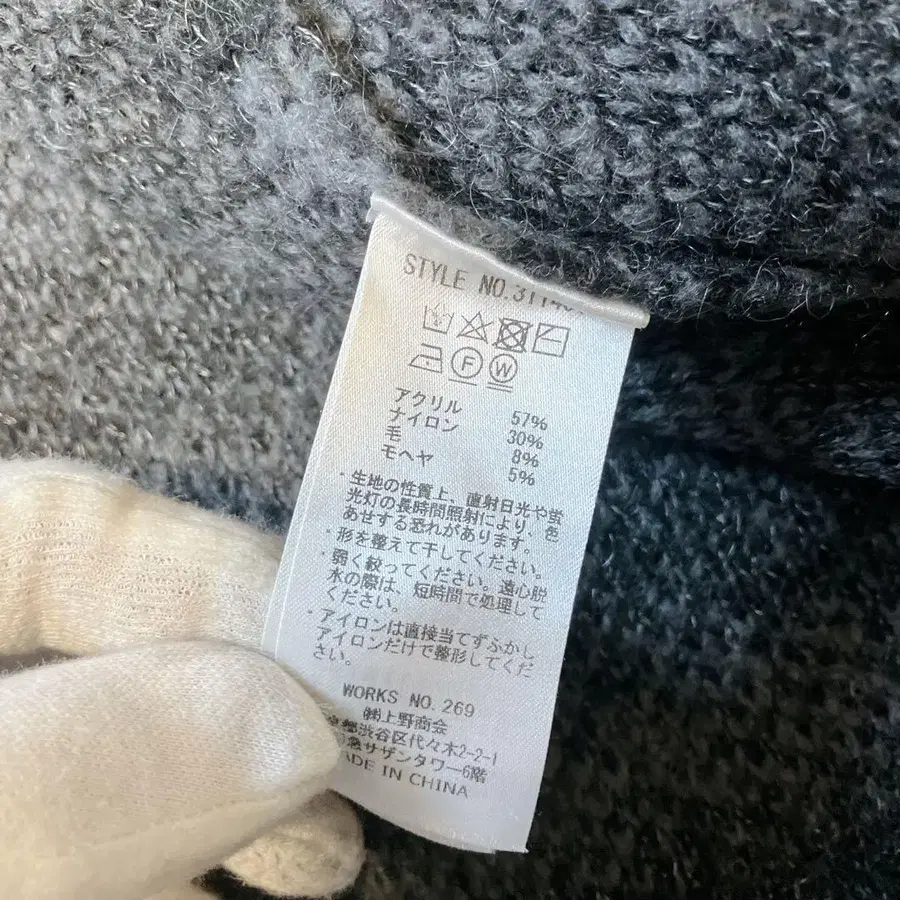 STYLE NO.
F W
アクリル 57%
ナイロン 30%
毛 8%
モヘヤ 5%
・生地の性質上、直射日光や蛍
光灯の長時間照射により、色
あせする恐れがあります。
・形を整えて干してください。
・弱く絞ってください。遠心脱
水の際は、短時間で処理して
ください。
・アイロンは直接当てずふかし
アイロンだけで整形してくだ
さい。
WORKS NO. 269
㈱上野商会
都渋谷区代々木2-2-1
急サザンタワー6階
ADE IN CHINA